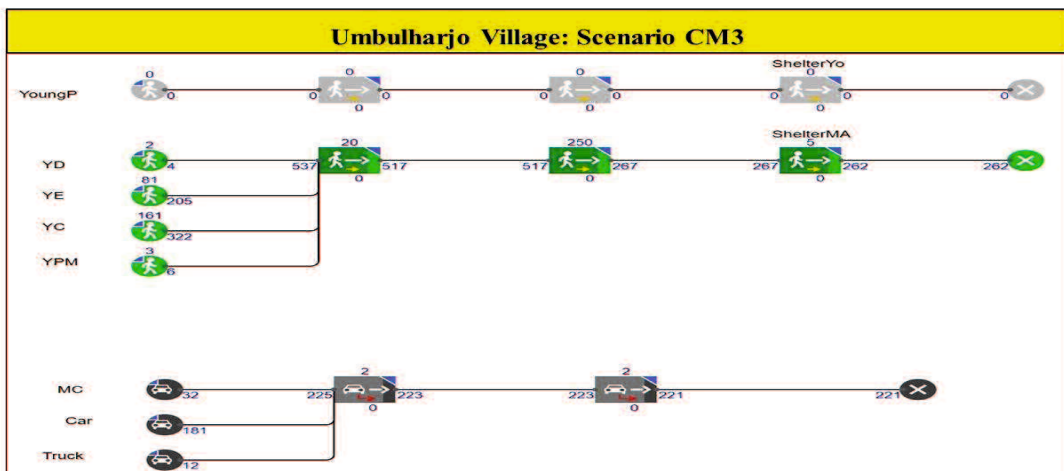 Umbulharjo Village: Scenario CM3
ShelterYo
0 0 0 0
YoungP 0 0 0 0 0 0 0 0
0 0 0
ShelterMA
2 20 250 5
YD 4 537 517 517 267 267 262 262
0 0 0
81
YE 205
161
YC 322
3
YPM 6
2 2
MC 32 225 223 223 221 221
0 0
Car 181
Truck 12